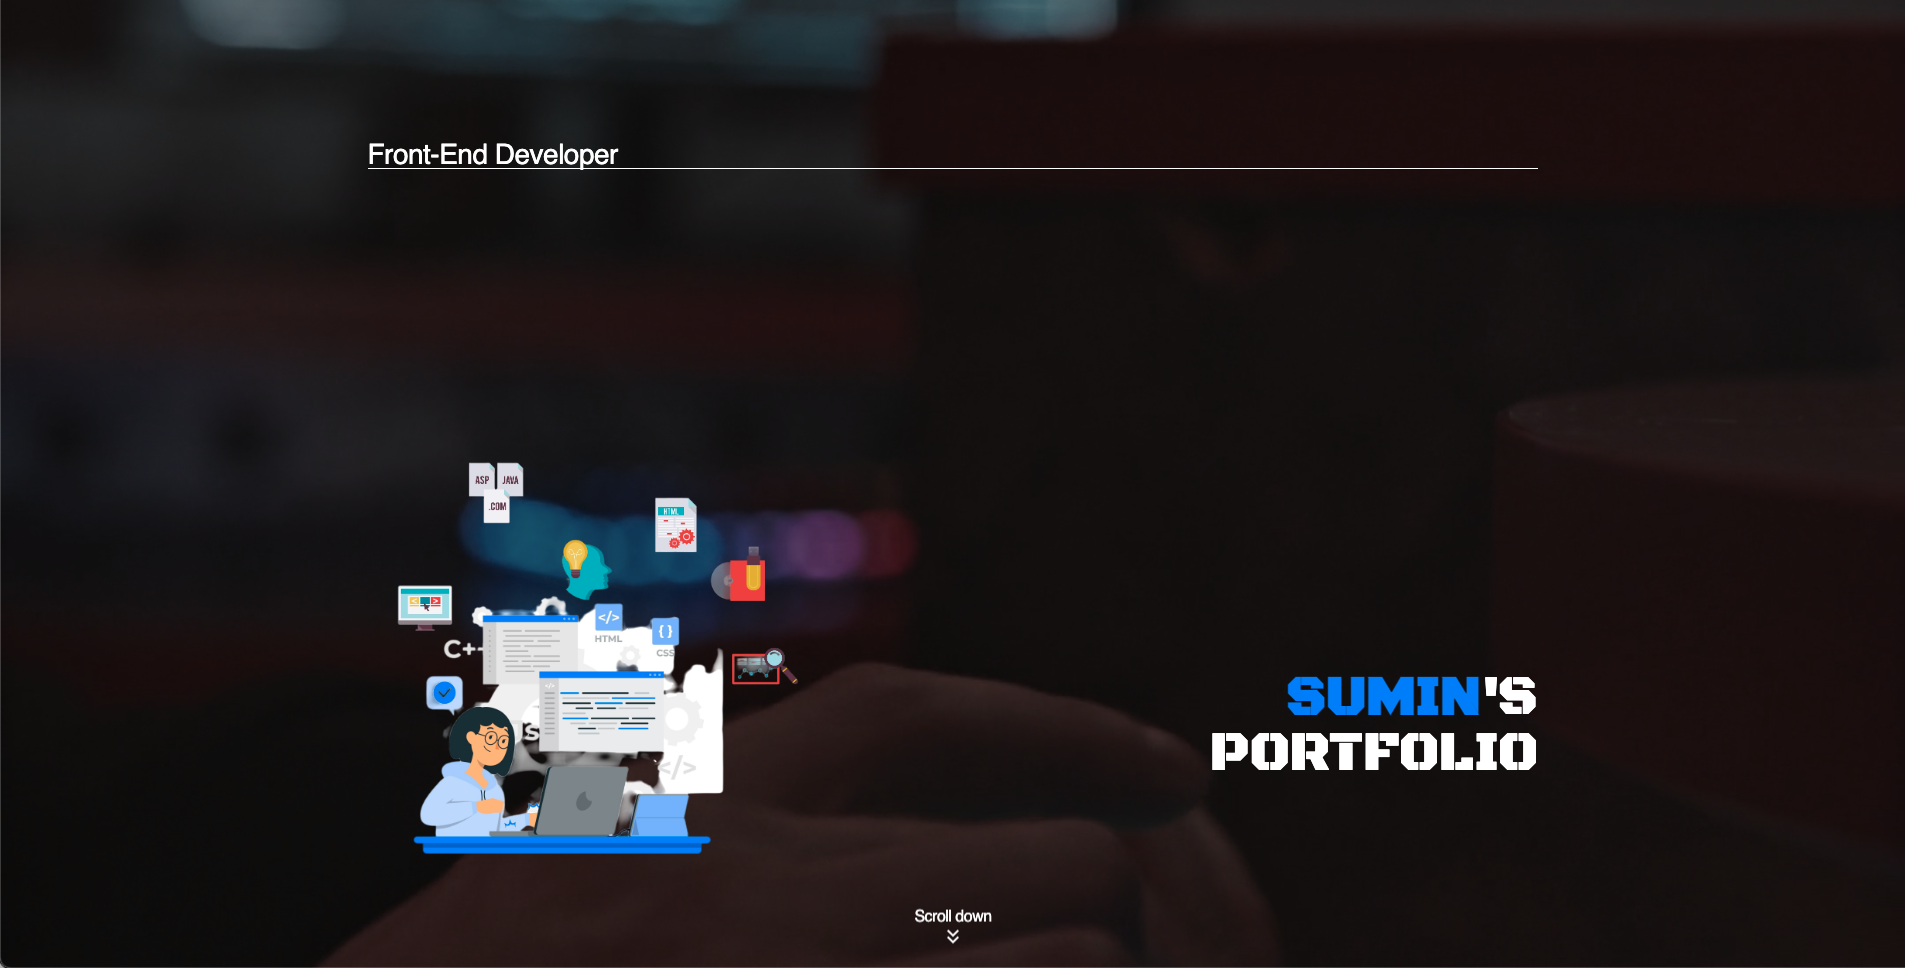 Front-End Developer
ASP JAVA
.COM
HTML
</>
HTML
{ }
CSS
C++
</>
SUMIN'S
PORTFOLIO
Scroll down